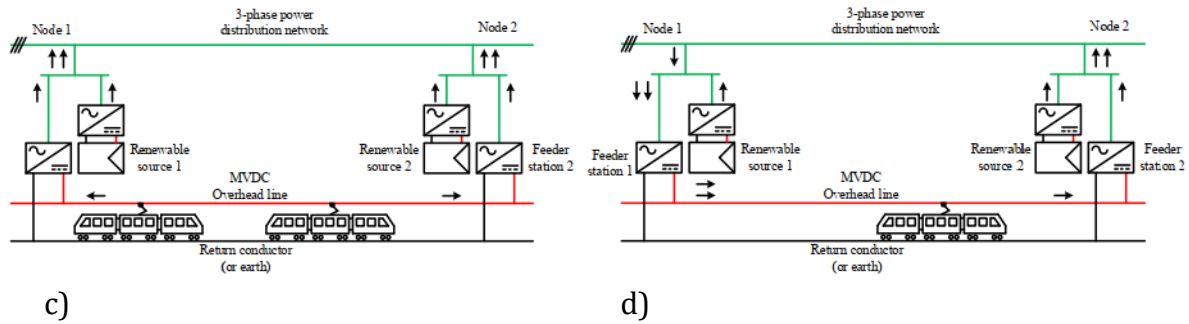 3-phase power
distribution network
Node 1
Node 2
Renewable
source 1
Renewable
source 2
Feeder
station 2
MVDC
Overhead line
Return conductor
(or earth)
c)
3-phase power
distribution network
Node 1
Node 2
Feeder
station 1
Renewable
source 1
Renewable
source 2
Feeder
station 2
MVDC
Overhead line
Return conductor
(or earth)
d)